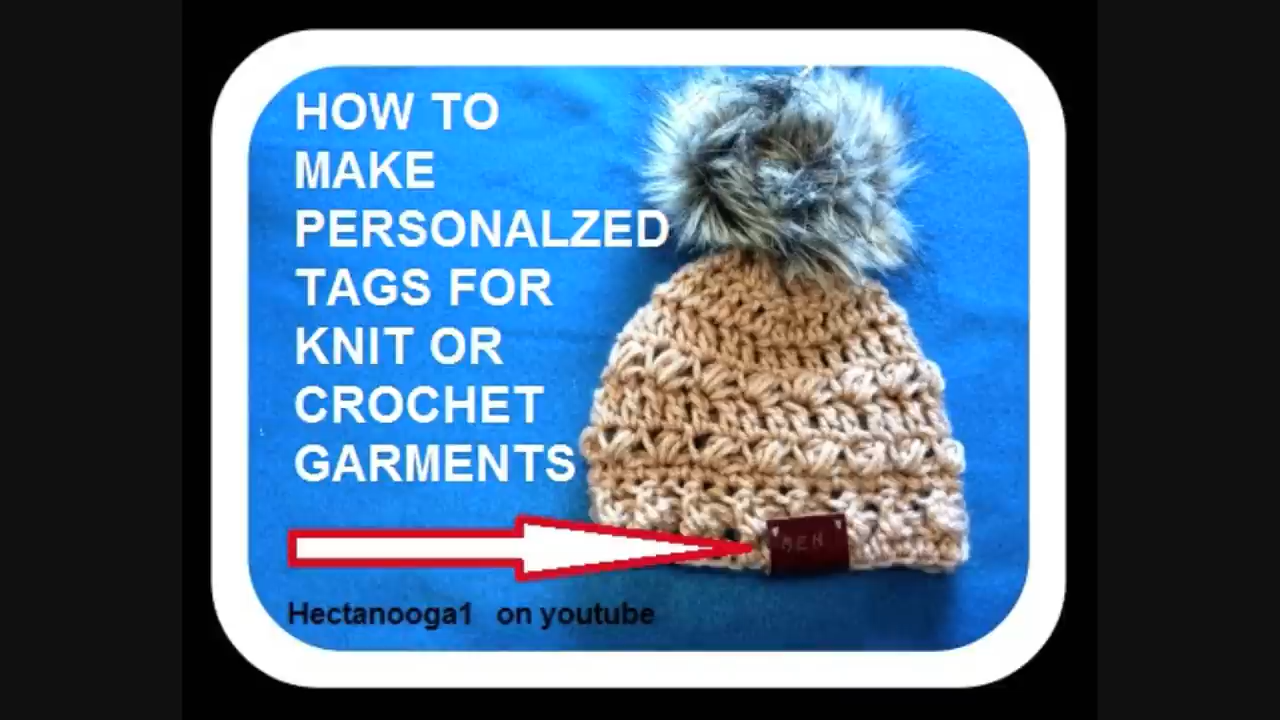 HOW TO
MAKE
PERSONALZED
TAGS FOR
KNIT OR
CROCHET
GARMENTS
Hectanooga1 on youtube